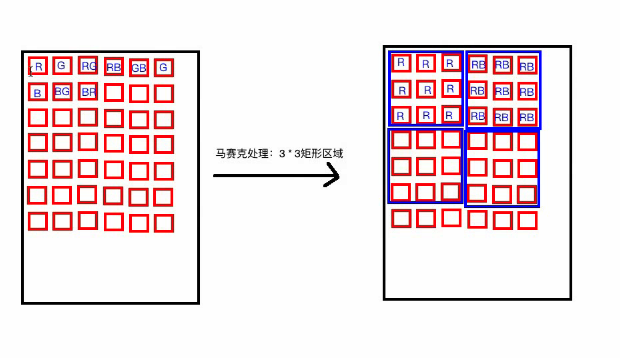 R G RG RB GB G
B BG BR
马赛克处理：3 * 3矩形区域
R R R RB RB RB
R R R RB RB RB
R R R RB RB RB